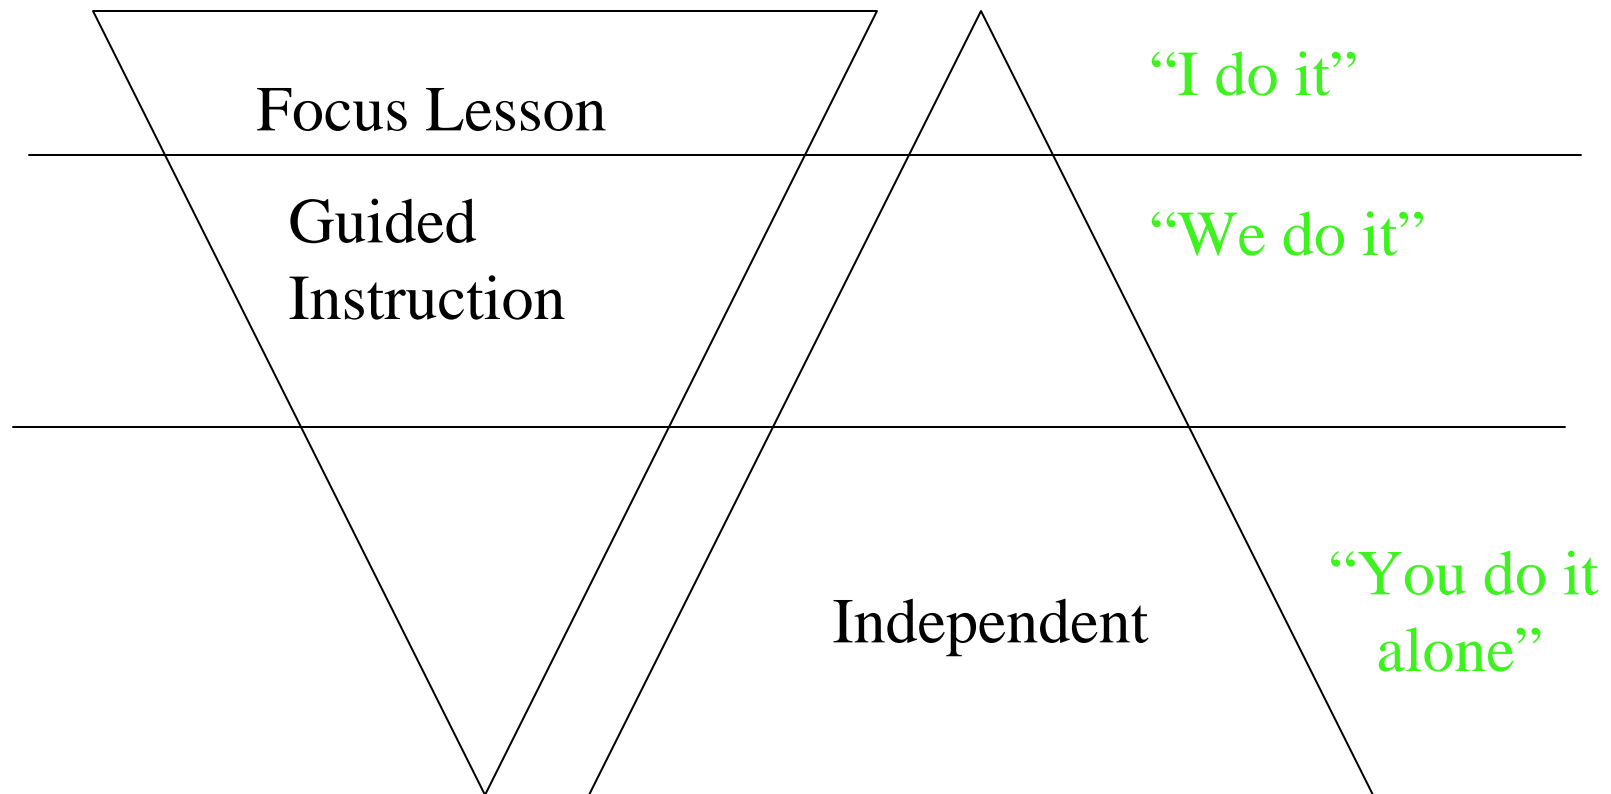 “I do it”
Focus Lesson
Guided
Instruction
“We do it”
Independent
“You do it
alone”